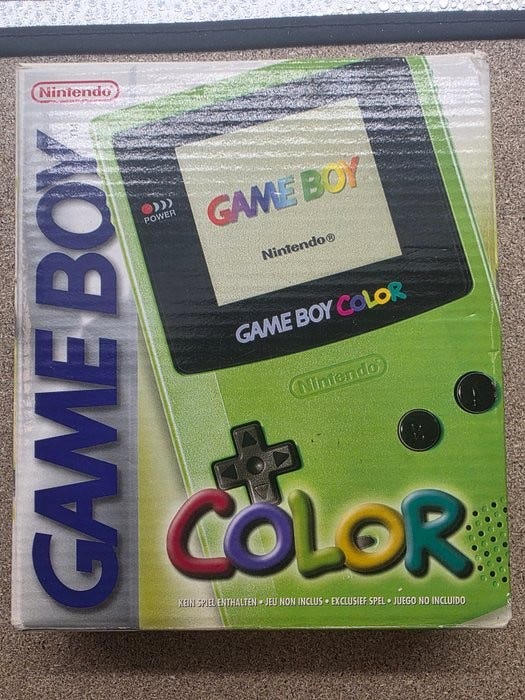 Nintendo®
GAME BOY™
POWER
GAME BOY
Nintendo®
GAME BOY COLOR
Nintendo
COLOR
KEIN SPIEL ENTHALTEN • JEU NON INCLUS • EXCLUSIEF SPEL • JUEGO NO INCLUIDO